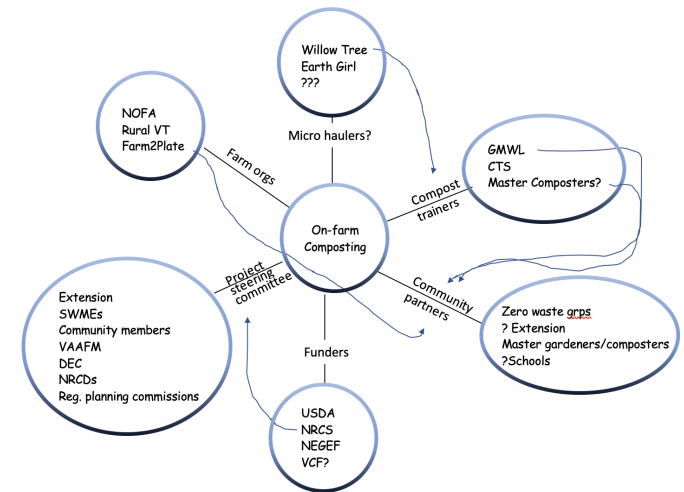 Willow Tree
Earth Girl
???
Micro haulers?
NOFA
Rural VT
Farm2Plate
Farm orgs
GMWL
CTS
Master Composters?
Compost
trainers
On-farm
Composting
Project
steering
committee
Community
partners
Extension
SWMEs
Community members
VAAFM
DEC
NRCDs
Reg. planning commissions
Zero waste grps
? Extension
Master gardeners/composters
?Schools
Funders
USDA
NRCS
NEGEF
VCF?